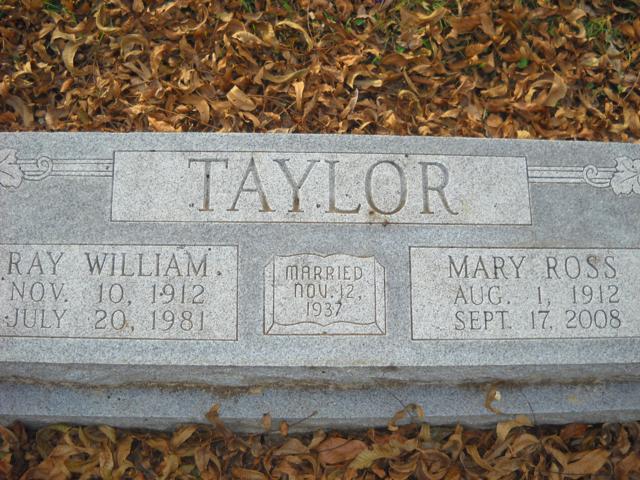 TAYLOR
RAY WILLIAM
NOV. 10, 1912
JULY 20, 1981
MARRIED
NOV. 12,
1937
MARY ROSS
AUG. 1, 1912
SEPT. 17, 2008